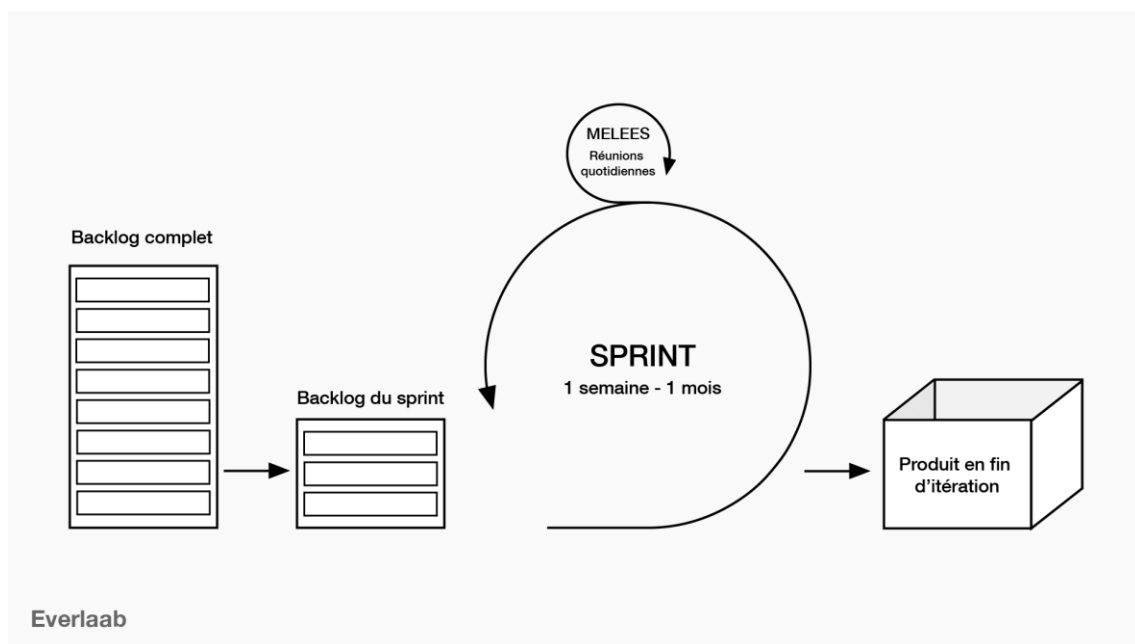 MELEES
Réunions
quotidiennes
Backlog complet
SPRINT
1 semaine - 1 mois
Backlog du sprint
Produit en fin
d'itération
Everlaab